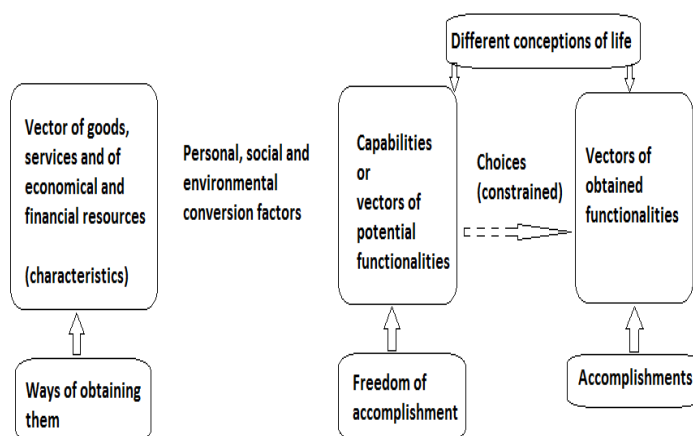 Different conceptions of life
Vector of goods,
services and of
economical and
financial resources
(characteristics)
Personal, social and
environmental
conversion factors
Capabilities
or
vectors of
potential
functionalities
Choices
(constrained)
Vectors of
obtained
functionalities
Ways of obtaining
them
Freedom of
accomplishment
Accomplishments